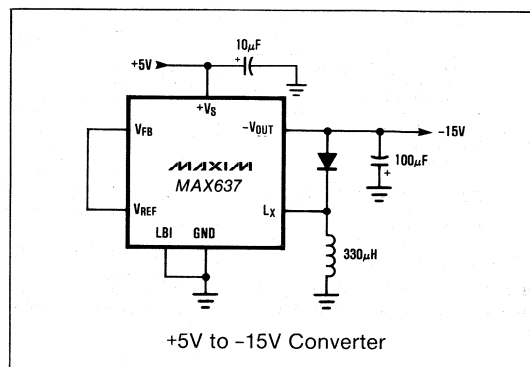 10μF
+5V
+
+VS
VFB
-VOUT
-15V
MAXIM
MAX637
100μF
+
VREF
LX
LBI GND
330μH
+5V to -15V Converter